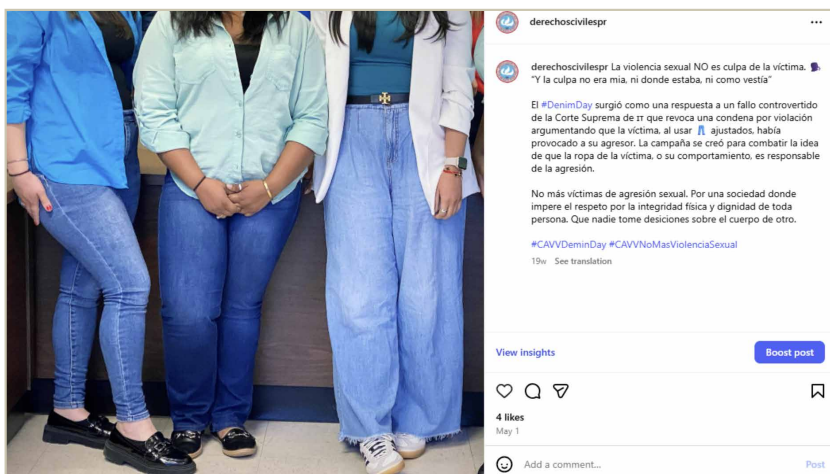 derechoscivilespr
derechoscivilespr La violencia sexual NO es culpa de la víctima. 🗣
“Y la culpa no era mia, ni donde estaba, ni como vestía”
El #DenimDay surgió como una respuesta a un fallo controvertido
de la Corte Suprema de IT que revoca una condena por violación
argumentando que la víctima, al usar 👖 ajustados, había
provocado a su agresor. La campaña se creó para combatir la idea
de que la ropa de la víctima, o su comportamiento, es responsable
de la agresión.
No más víctimas de agresión sexual. Por una sociedad donde
impere el respeto por la integridad física y dignidad de toda
persona. Que nadie tome desiciones sobre el cuerpo de otro.
#CAVVDeminDay #CAVVNoMasViolenciaSexual
19w See translation
View insights
Boost post
4 likes
May 1
Add a comment...
Post